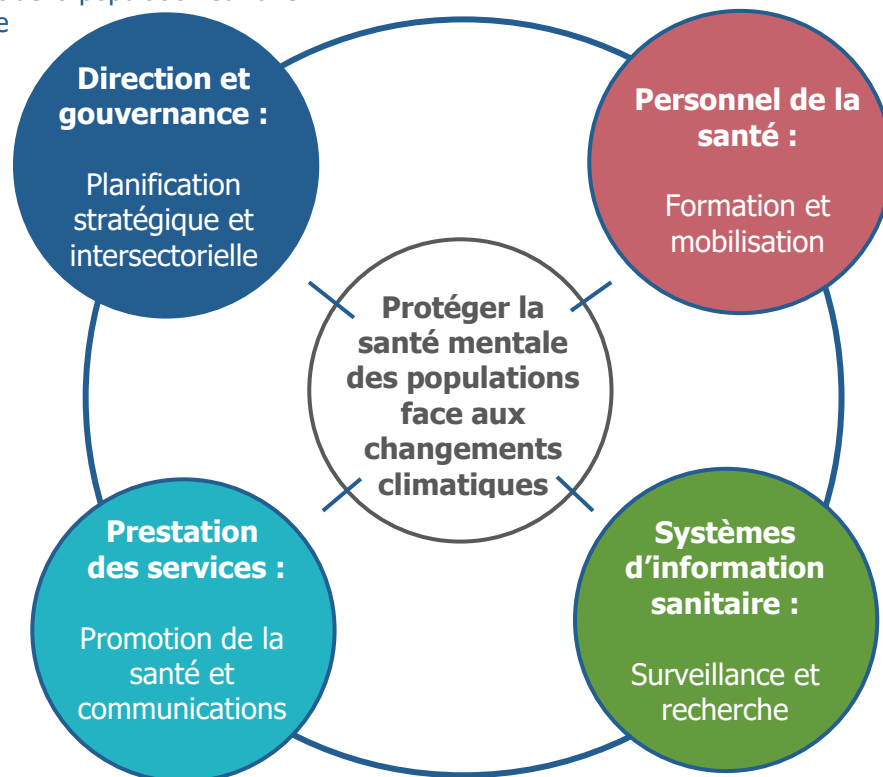 Direction et
gouvernance :
Planification
stratégique et
intersectorielle
Personnel de la
santé :
Formation et
mobilisation
Protéger la
santé mentale
des populations
face aux
changements
climatiques
Prestation
des services :
Promotion de la
santé et
communications
Systèmes
d'information
sanitaire :
Surveillance et
recherche